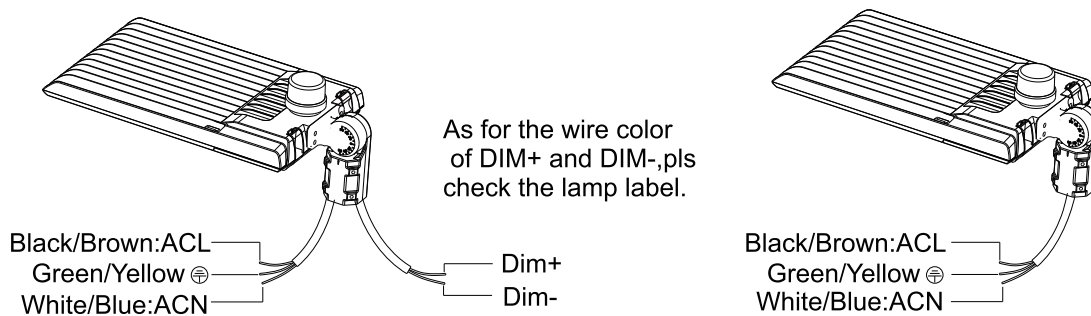 As for the wire color
of DIM+ and DIM-,pls
check the lamp label.
Black/Brown:ACL
Green/Yellow ⏚
White/Blue:ACN
Dim+
Dim-
Black/Brown:ACL
Green/Yellow ⏚
White/Blue:ACN